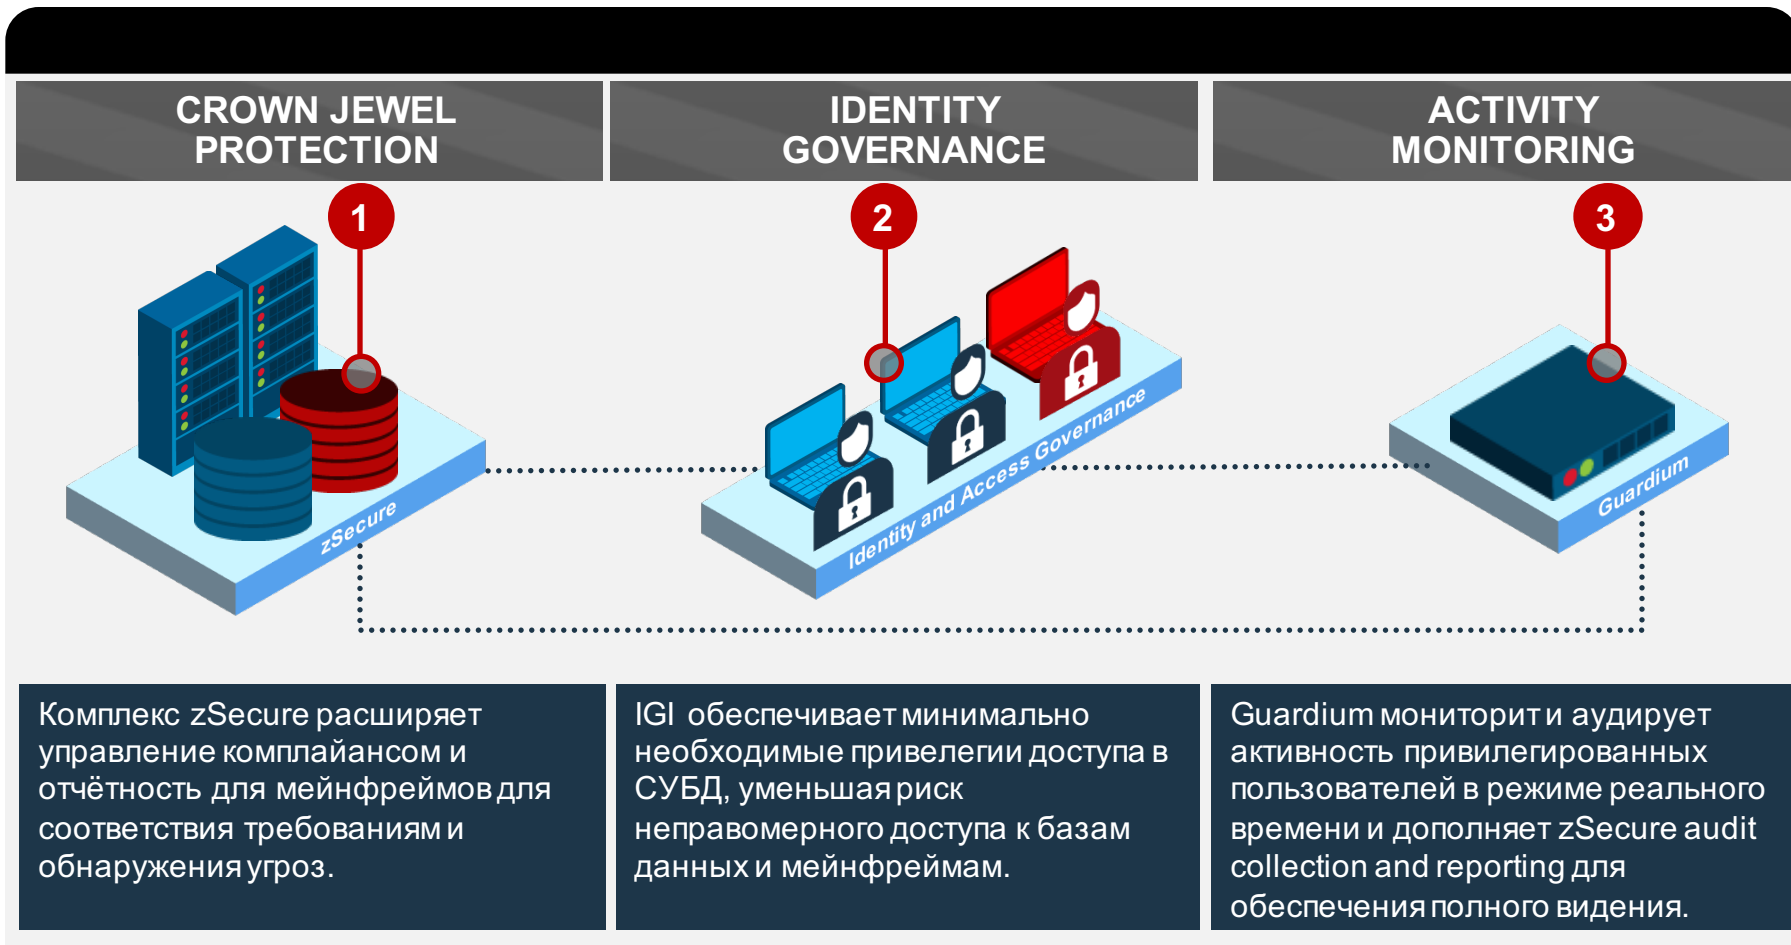 CROWN JEWEL
PROTECTION
IDENTITY
GOVERNANCE
ACTIVITY
MONITORING
1
2
3
zSecure
Identity and Access Governance
Guardium
Комплекс zSecure расширяет
управление комплайансом и
отчётность для мейнфреймов для
соответствия требованиям и
обнаружения угроз.
IGI обеспечивает минимально
необходимые привелегии доступа в
СУБД, уменьшая риск
неправомерного доступа к базам
данных и мейнфреймам.
Guardium мониторит и аудирует
активность привилегированных
пользователей в режиме реального
времени и дополняет zSecure audit
collection and reporting для
обеспечения полного видения.